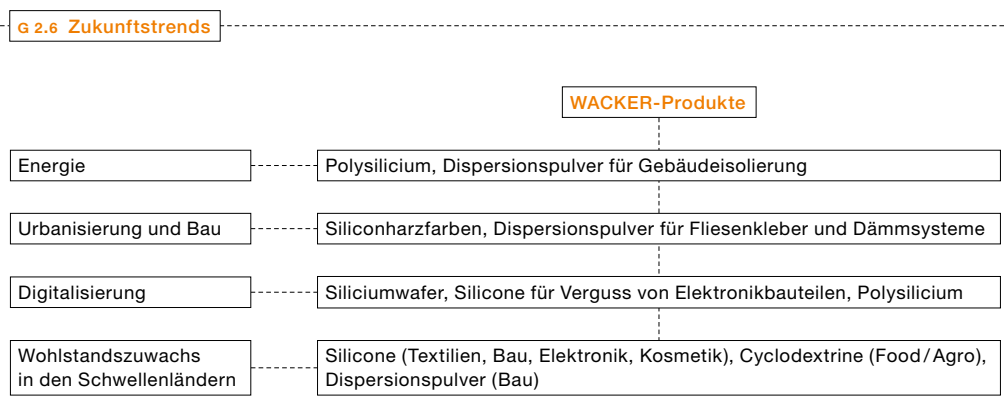 G 2.6 Zukunftstrends
WACKER-Produkte
Energie
Polysilicium, Dispersionspulver für Gebäudeisolierung
Urbanisierung und Bau
Siliconharzfarben, Dispersionspulver für Fliesenkleber und Dämmsysteme
Digitalisierung
Siliciumwafer, Silicone für Verguss von Elektronikbauteilen, Polysilicium
Wohlstandszuwachs
in den Schwellenländern
Silicone (Textilien, Bau, Elektronik, Kosmetik), Cyclodextrine (Food/Agro),
Dispersionspulver (Bau)